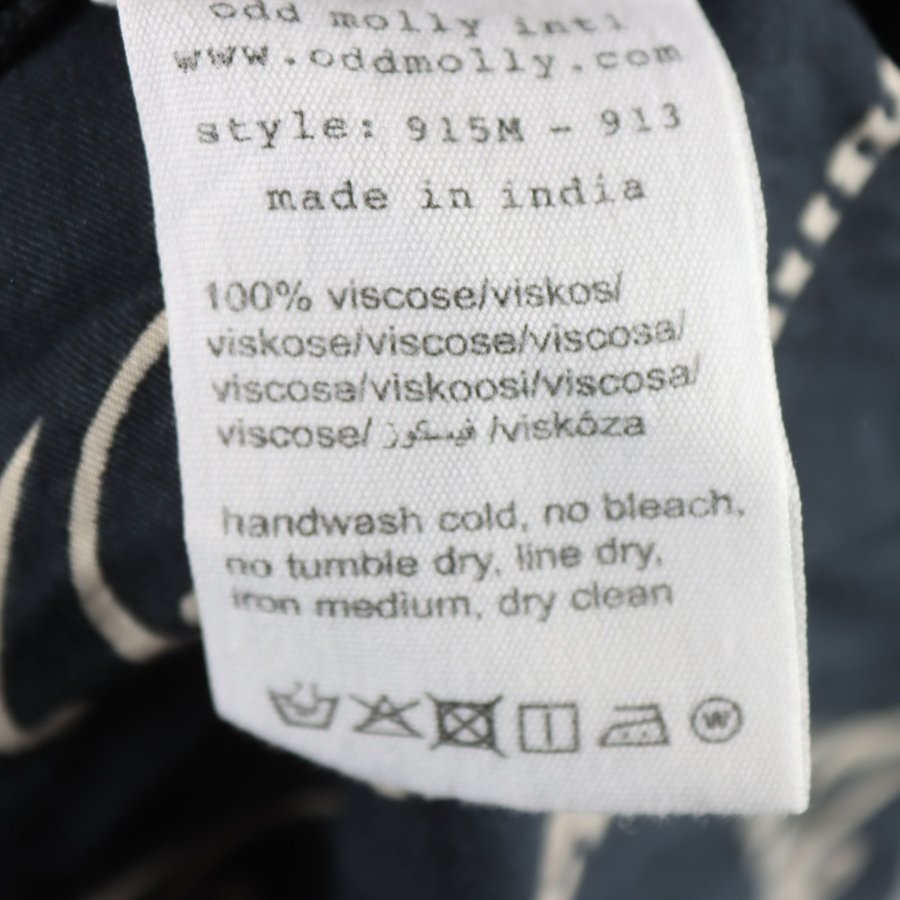 odd molly intl
www.oddmolly.com
style: 915M - 913
made in india
100% viscose/viskos/
viskose/viscose/viscosa/
viscosa/viskoosi/viscosa/
viscose/ فيسكوز /viskóza
handwash cold, no bleach,
no tumble dry, line dry,
iron medium, dry clean
W